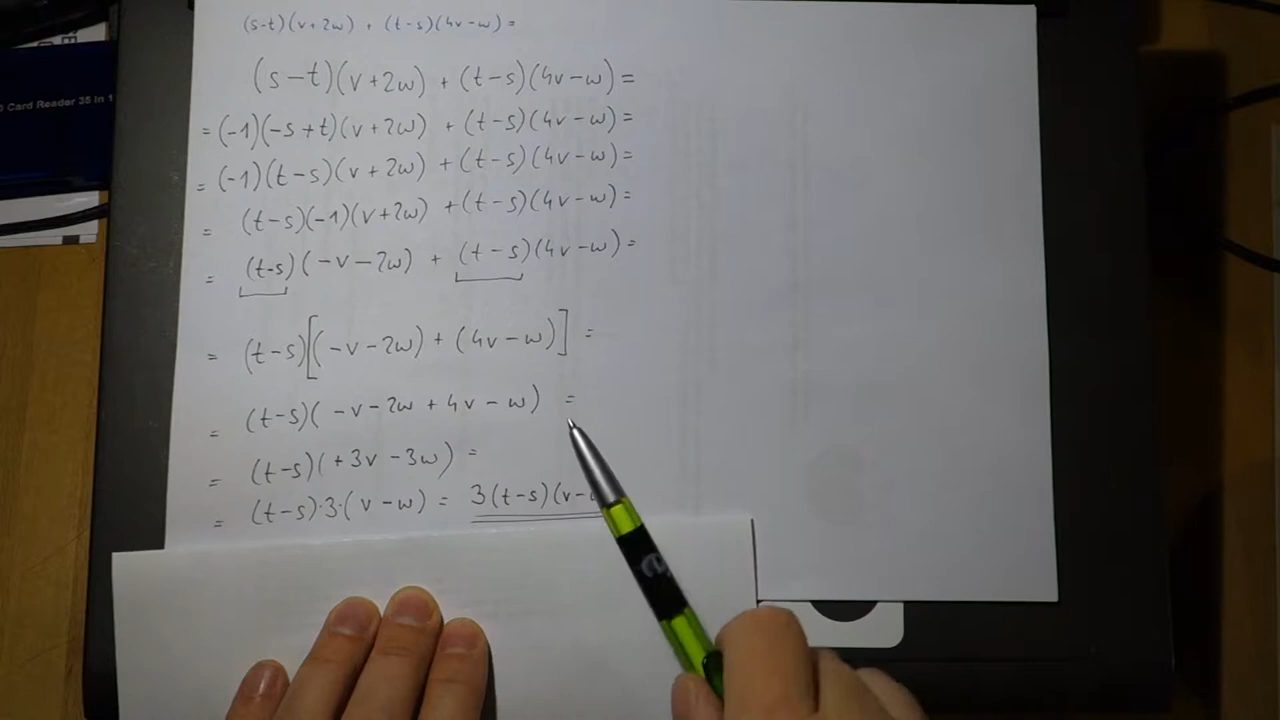 Card Reader 35 in 1
(s-t)(v+2w) + (t-s)(4v-w) =
(s-t)(v+2w) + (t-s)(4v-w) =
= (-1)(-s+t)(v+2w) + (t-s)(4v-w) =
= (-1)(t-s)(v+2w) + (t-s)(4v-w) =
= (t-s)(-1)(v+2w) + (t-s)(4v-w) =
= (t-s)(-v-2w) + (t-s)(4v-w) =
= (t-s)[(-v-2w) + (4v-w)] =
= (t-s)(-v-2w+4v-w) =
= (t-s)(+3v-3w) =
= (t-s)·3·(v-w) = 3(t-s)(v-